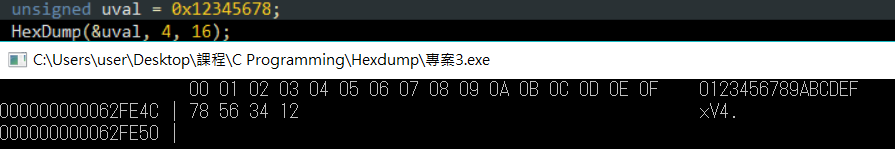 unsigned uval = 0x12345678;
HexDump(&uval, 4, 16);
C:\Users\user\Desktop\課程\C Programming\Hexdump\專案3.exe
00 01 02 03 04 05 06 07 08 09 0A 0B 0C 0D 0E 0F 0123456789ABCDEF
000000000062FE4C | 78 56 34 12 xV4.
000000000062FE50 |